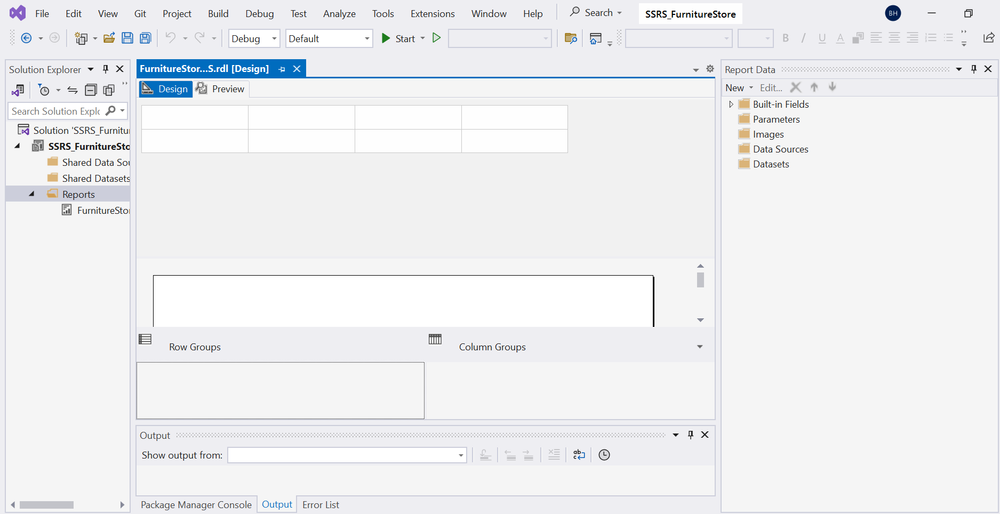 File Edit View Git Project Build Debug Test Analyze Tools Extensions Window Help Search SSRS_FurnitureStore BH
Debug Default Start B I U A
Solution Explorer
Search Solution Explo
Solution 'SSRS_Furnitur
SSRS_FurnitureSto
Shared Data Sou
Shared Datasets
Reports
FurnitureStor
FurnitureStor...S.rdl [Design]
Design Preview
Row Groups Column Groups
Output
Show output from:
Package Manager Console Output Error List
Report Data
New Edit...
Built-in Fields
Parameters
Images
Data Sources
Datasets